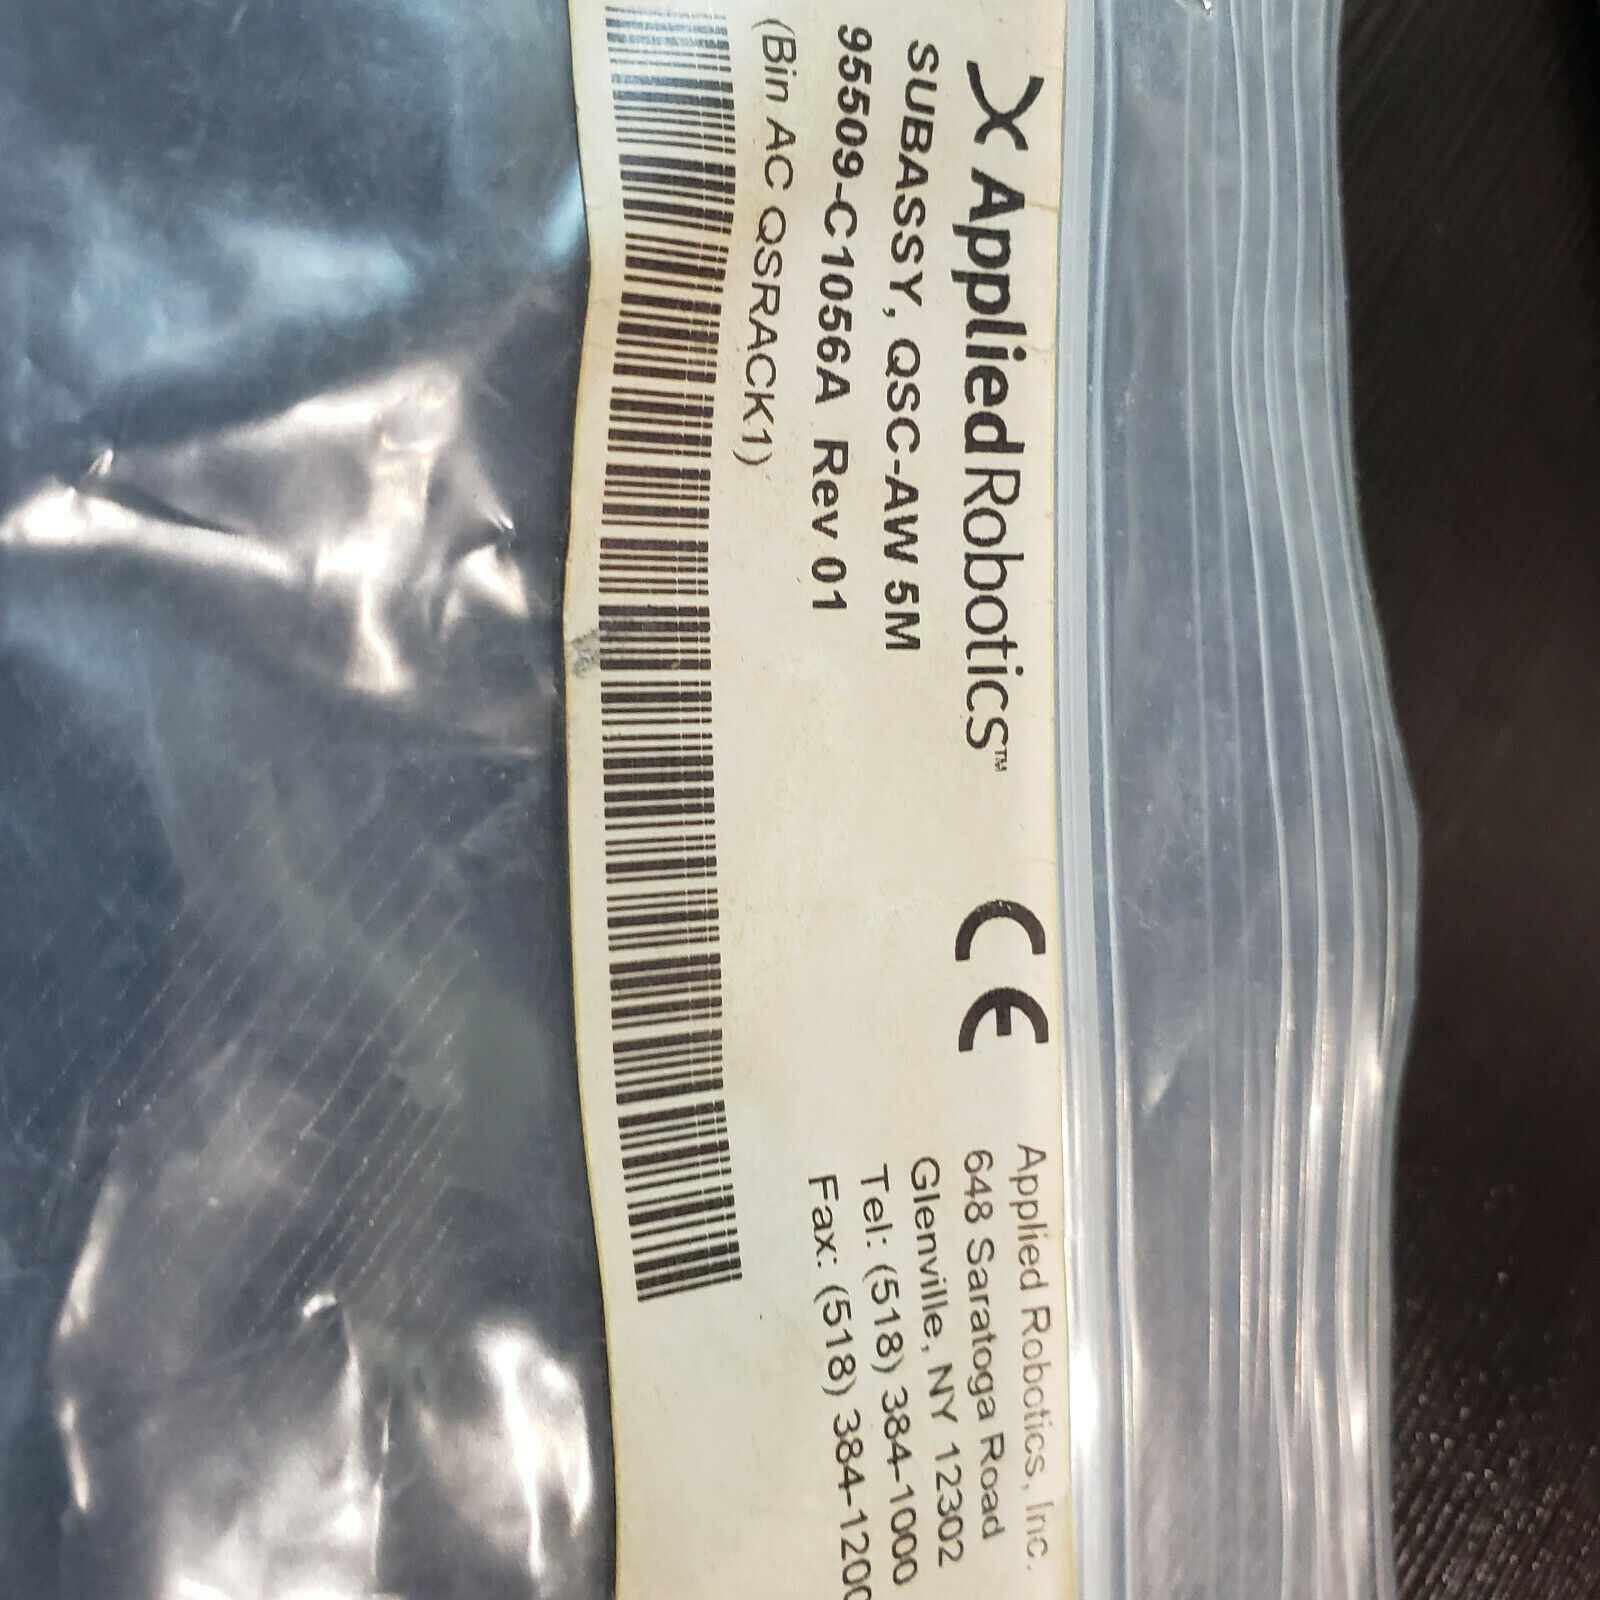 Applied Robotics™
SUBASSY, QSC-AW 5M
95509-C1056A Rev 01
(Bin AC QSRACK1)
CE
Applied Robotics, Inc.
648 Saratoga Road
Glenville, NY 12302
Tel: (518) 384-1000
Fax: (518) 384-1200